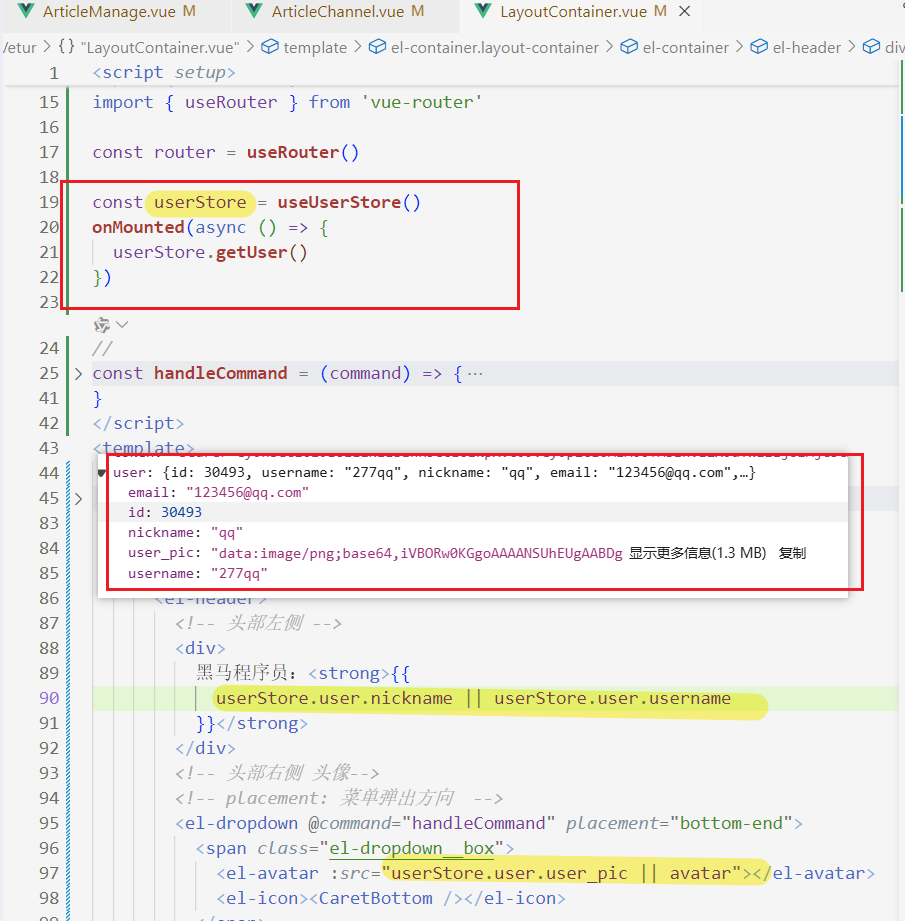 ArticleManage.vue M
ArticleChannel.vue M
LayoutContainer.vue M
/etur > {} "LayoutContainer.vue" > template > el-container.layout-container > el-container > el-header > div
1 <script setup>
15 import { useRouter } from 'vue-router'
16
17 const router = useRouter()
18
19 const userStore = useUserStore()
20 onMounted(async () => {
21 userStore.getUser()
22 })
23
24 //
25 const handleCommand = (command) => { ···
41 }
42 </script>
43 <template>
44
user: {id: 30493, username: "277qq", nickname: "qq", email: "123456@qq.com",…}
45
email: "123456@qq.com"
id: 30493
83
nickname: "qq"
84
user_pic: "data:image/png;base64,iVBORw0KGgoAAAANSUhEUgAABDg 显示更多信息(1.3 MB) 复制
85
username: "277qq"
86 <el-header>
87 <!-- 头部左侧 -->
88 <div>
89 黑马程序员：<strong>{{
90 userStore.user.nickname || userStore.user.username
91 }}</strong>
92 </div>
93 <!-- 头部右侧 头像-->
94 <!-- placement: 菜单弹出方向 -->
95 <el-dropdown @command="handleCommand" placement="bottom-end">
96 <span class="el-dropdown__box">
97 <el-avatar :src="userStore.user.user_pic || avatar"></el-avatar>
98 <el-icon><CaretBottom /></el-icon>